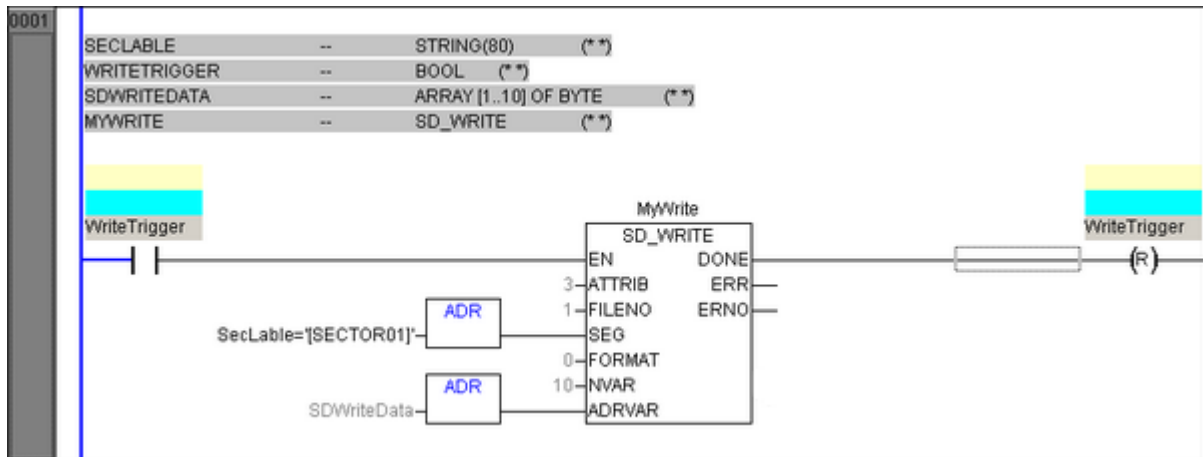 0001
SECLABLE -- STRING(80) (* *)
WRITETRIGGER -- BOOL (* *)
SDWRITEDATA -- ARRAY [1..10] OF BYTE (* *)
MYWRITE -- SD_WRITE (* *)
MyWrite
WriteTrigger SD_WRITE WriteTrigger
EN DONE (R)
3 ATTRIB ERR
ADR 1 FILENO ERNO
SecLable='[SECTOR01]' SEG
0 FORMAT
ADR 10 NVAR
SDWriteData ADRVAR